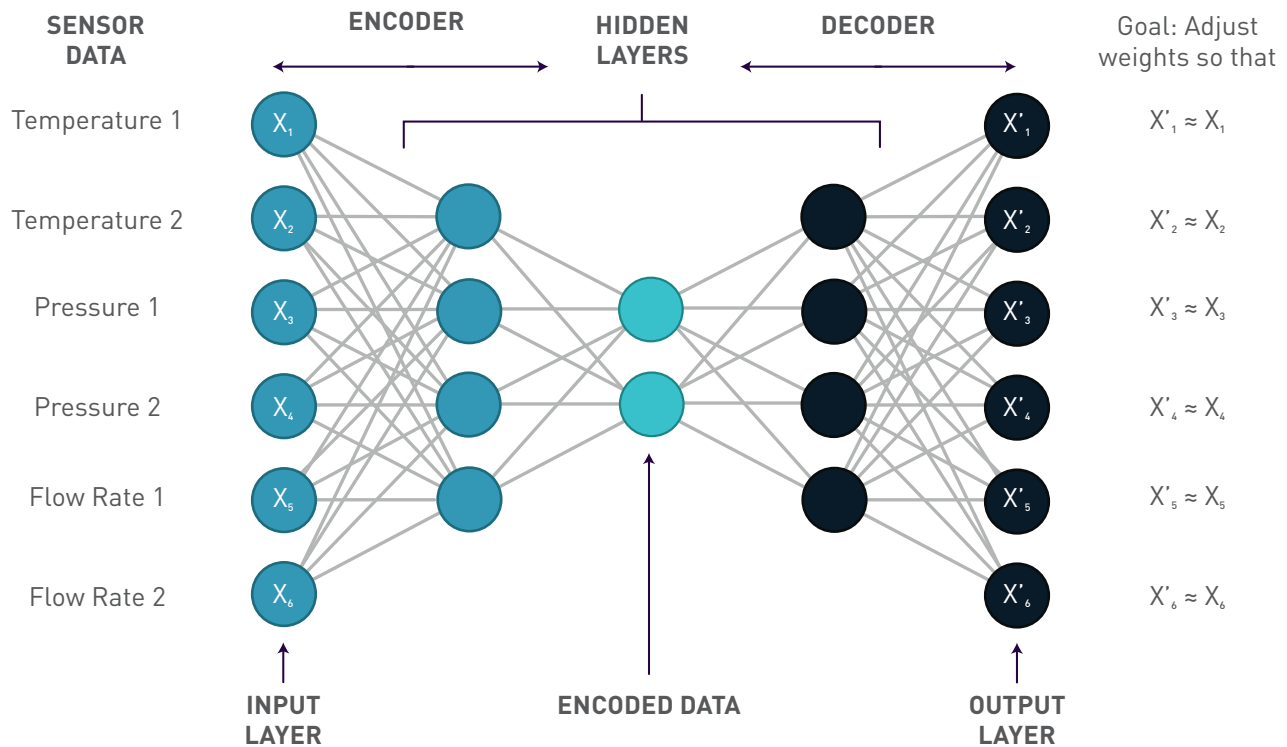 SENSOR
DATA
ENCODER
HIDDEN
LAYERS
DECODER
Goal: Adjust
weights so that
Temperature 1
X₁
X'₁
X'₁ ≈ X₁
Temperature 2
X₂
X'₂
X'₂ ≈ X₂
Pressure 1
X₃
X'₃
X'₃ ≈ X₃
Pressure 2
X₄
X'₄
X'₄ ≈ X₄
Flow Rate 1
X₅
X'₅
X'₅ ≈ X₅
Flow Rate 2
X₆
X'₆
X'₆ ≈ X₆
INPUT
LAYER
ENCODED DATA
OUTPUT
LAYER